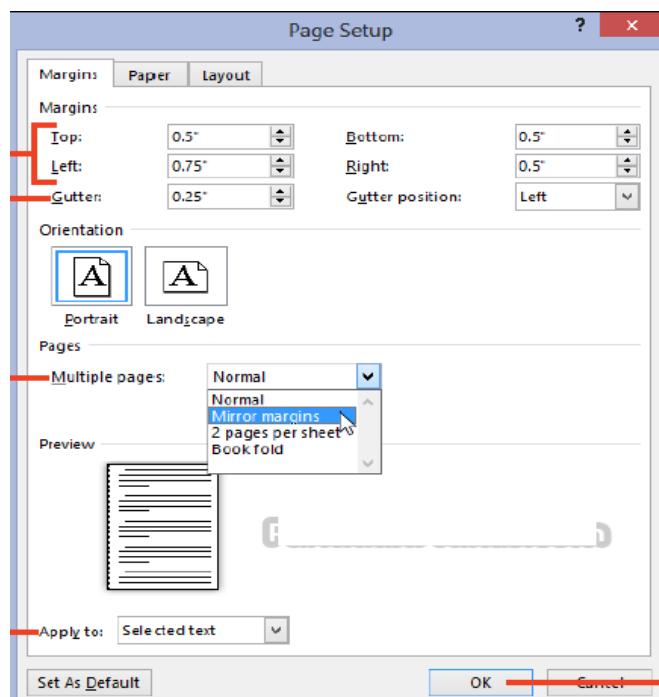 Page Setup
?
×
Margins Paper Layout
Margins
Top: 0.5" Bottom: 0.5"
Left: 0.75" Right: 0.5"
Gutter: 0.25" Gutter position: Left
Orientation
A A
Portrait Landscape
Pages
Multiple pages: Normal
Normal
Mirror margins
2 pages per sheet
Book fold
Preview
Apply to: Selected text
Set As Default OK Cancel